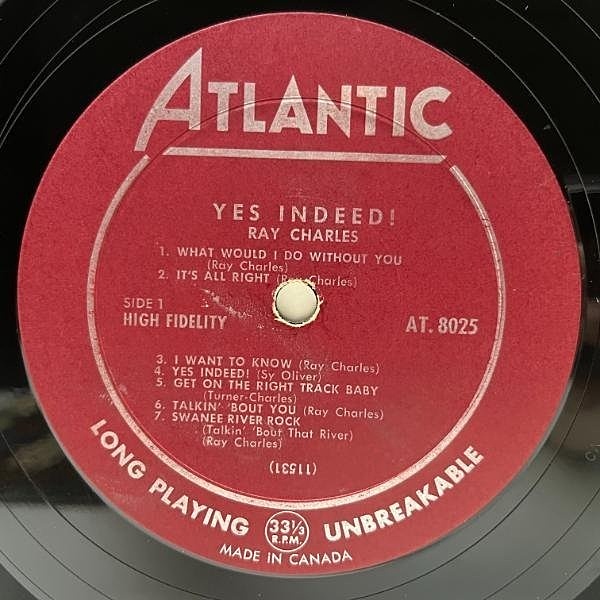 ATLANTIC
YES INDEED!
RAY CHARLES
1. WHAT WOULD I DO WITHOUT YOU
(Ray Charles)
2. IT'S ALL RIGHT (Ray Charles)
SIDE 1
HIGH FIDELITY
AT. 8025
3. I WANT TO KNOW (Ray Charles)
4. YES INDEED! (Sy Oliver)
5. GET ON THE RIGHT TRACK BABY
(Turner-Charles)
6. TALKIN' 'BOUT YOU (Ray Charles)
7. SWANEE RIVER ROCK
(Talkin' 'Bout That River)
(Ray Charles)
(11531)
LONG PLAYING 33 1/3 R.P.M. UNBREAKABLE
MADE IN CANADA